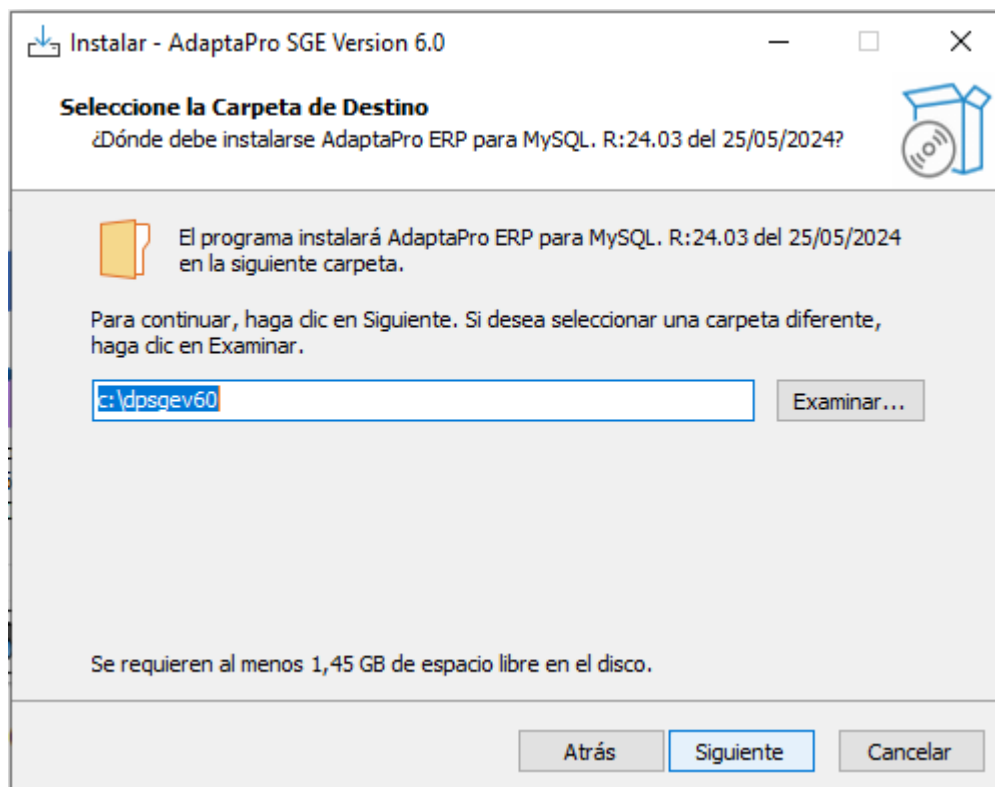 Instalar - AdaptaPro SGE Version 6.0
Seleccione la Carpeta de Destino
¿Dónde debe instalarse AdaptaPro ERP para MySQL. R:24.03 del 25/05/2024?
El programa instalará AdaptaPro ERP para MySQL. R:24.03 del 25/05/2024
en la siguiente carpeta.
Para continuar, haga clic en Siguiente. Si desea seleccionar una carpeta diferente,
haga clic en Examinar.
c:\dpsgev60
Examinar...
Se requieren al menos 1,45 GB de espacio libre en el disco.
Atrás
Siguiente
Cancelar